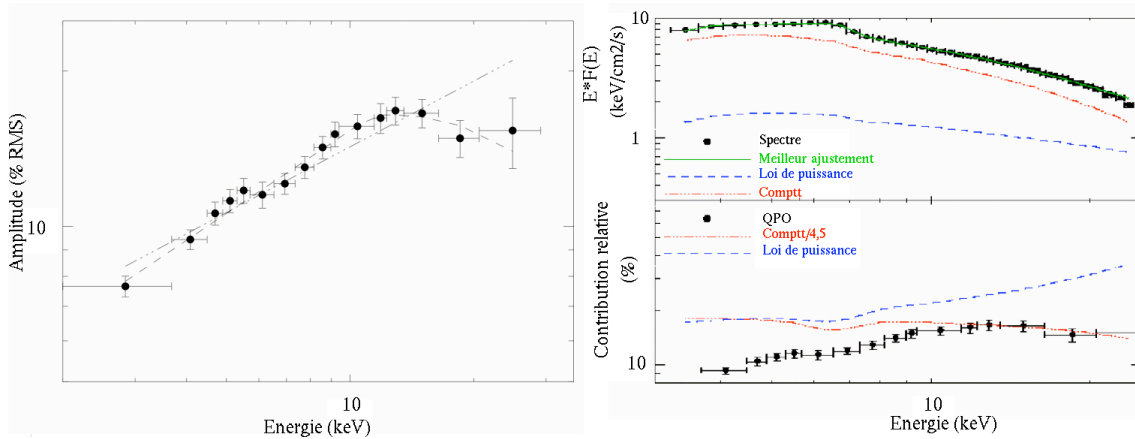 Amplitude (% RMS)
10
10
Energie (keV)
E*F(E)
(keV/cm2/s)
10
1
Spectre
Meilleur ajustement
Loi de puissance
Comptt
Contribution relative
(%)
QPO
Comptt/4,5
Loi de puissance
10
10
Energie (keV)